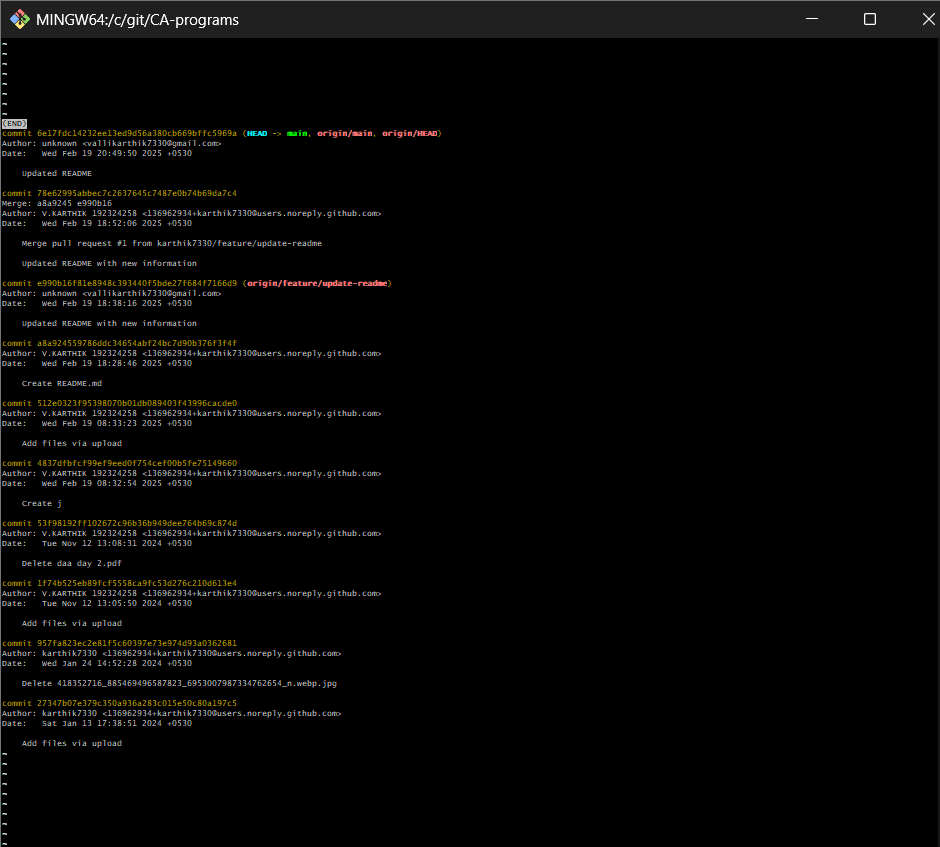 MINGW64:/c/git/CA-programs
~
~
~
~
~
~
~
~
(END)
commit 6e17fdc14232ee13ed9d56a380cb669bffc5969a (HEAD -> main, origin/main, origin/HEAD)
Author: unknown <vallikarthik7330@gmail.com>
Date:   Wed Feb 19 20:49:50 2025 +0530

    Updated README

commit 78e62995abbec7c2637645c7487e0b74b69da7c4
Merge: a8a9245 e990b16
Author: V.KARTHIK 192324258 <136962934+karthik7330@users.noreply.github.com>
Date:   Wed Feb 19 18:52:06 2025 +0530

    Merge pull request #1 from karthik7330/feature/update-readme

    Updated README with new information

commit e990b16f81e8948c393440f5bde27f684f7166d9 (origin/feature/update-readme)
Author: unknown <vallikarthik7330@gmail.com>
Date:   Wed Feb 19 18:38:16 2025 +0530

    Updated README with new information

commit a8a924559786ddc34654abf24bc7d90b376f3f4f
Author: V.KARTHIK 192324258 <136962934+karthik7330@users.noreply.github.com>
Date:   Wed Feb 19 18:28:46 2025 +0530

    Create README.md

commit 512e0323f95398070b01db089403f43996cacde0
Author: V.KARTHIK 192324258 <136962934+karthik7330@users.noreply.github.com>
Date:   Wed Feb 19 08:33:23 2025 +0530

    Add files via upload

commit 4837dfbfcf99ef9eed0f754cef00b5fe75149660
Author: V.KARTHIK 192324258 <136962934+karthik7330@users.noreply.github.com>
Date:   Wed Feb 19 08:32:54 2025 +0530

    Create j

commit 53f98192ff102672c96b36b949dee764b69c874d
Author: V.KARTHIK 192324258 <136962934+karthik7330@users.noreply.github.com>
Date:   Tue Nov 12 13:08:31 2024 +0530

    Delete daa day 2.pdf

commit 1f74b525eb89fcf5558ca9fc53d276c210d613e4
Author: V.KARTHIK 192324258 <136962934+karthik7330@users.noreply.github.com>
Date:   Tue Nov 12 13:05:50 2024 +0530

    Add files via upload

commit 957fa823ec2e81f5c60397e73e974d93a0362681
Author: karthik7330 <136962934+karthik7330@users.noreply.github.com>
Date:   Wed Jan 24 14:52:28 2024 +0530

    Delete 418352716_885469496587823_6953007987334762654_n.webp.jpg

commit 27347b07e379c350a936a283c015e50c80a197c5
Author: karthik7330 <136962934+karthik7330@users.noreply.github.com>
Date:   Sat Jan 13 17:38:51 2024 +0530

    Add files via upload
~
~
~
~
~
~
~
~
~
~